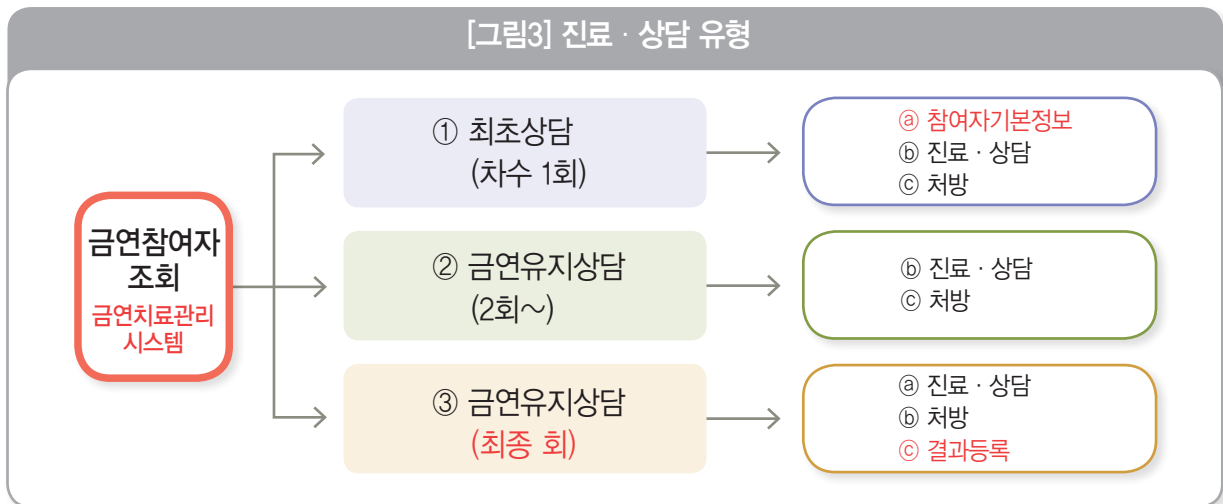 [그림3] 진료 · 상담 유형
금연참여자
조회
금연치료관리
시스템
① 최초상담
(차수 1회)
ⓐ 참여자기본정보
ⓑ 진료 · 상담
ⓒ 처방
② 금연유지상담
(2회~)
ⓑ 진료 · 상담
ⓒ 처방
③ 금연유지상담
(최종 회)
ⓐ 진료 · 상담
ⓑ 처방
ⓒ 결과등록